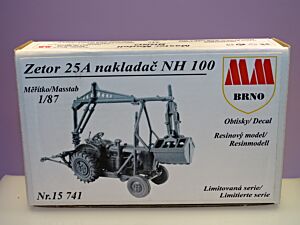 Zetor 25A nakladač NH 100
Měřítko/Masstab
1/87
MLM
BRNO
Obtisky/ Decal
Resinový model/
Resinmodell
Limitovaná serie/
Limitierte serie
Nr.15 741